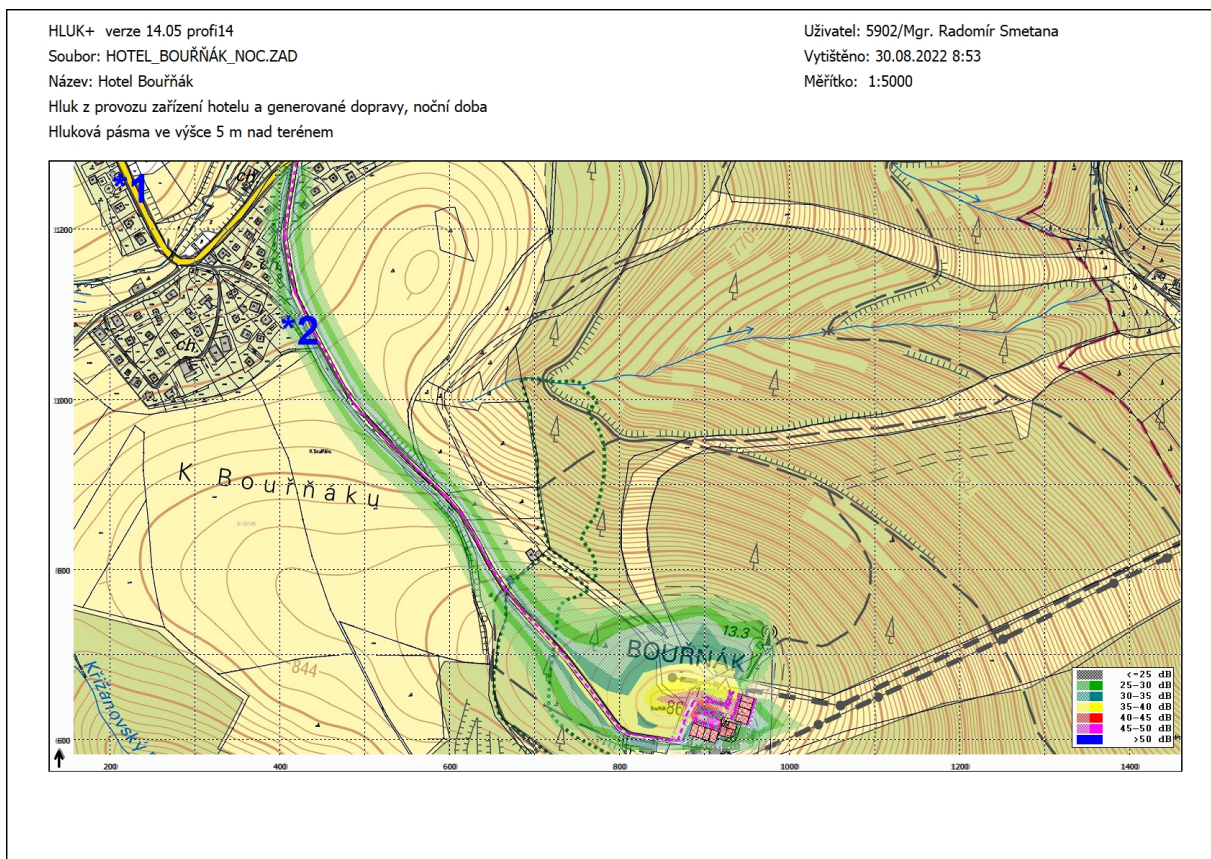 HLUK+ verze 14.05 profi14
Uživatel: 5902/Mgr. Radomír Smetana
Soubor: HOTEL_BOUŘŇÁK_NOC.ZAD
Vytištěno: 30.08.2022 8:53
Název: Hotel Bouřňák
Měřítko: 1:5000
Hluk z provozu zařízení hotelu a generované dopravy, noční doba
Hluková pásma ve výšce 5 m nad terénem
*1
ch.
1200
770
*2
ch.
1000
K Bouřňáku
K Bouřňáku
800
13.3
BOUŘŇÁK
844
86
Křížanovský
<=25 dB
25-30 dB
30-35 dB
35-40 dB
40-45 dB
45-50 dB
>50 dB
600
200 400 600 800 1000 1200 1400